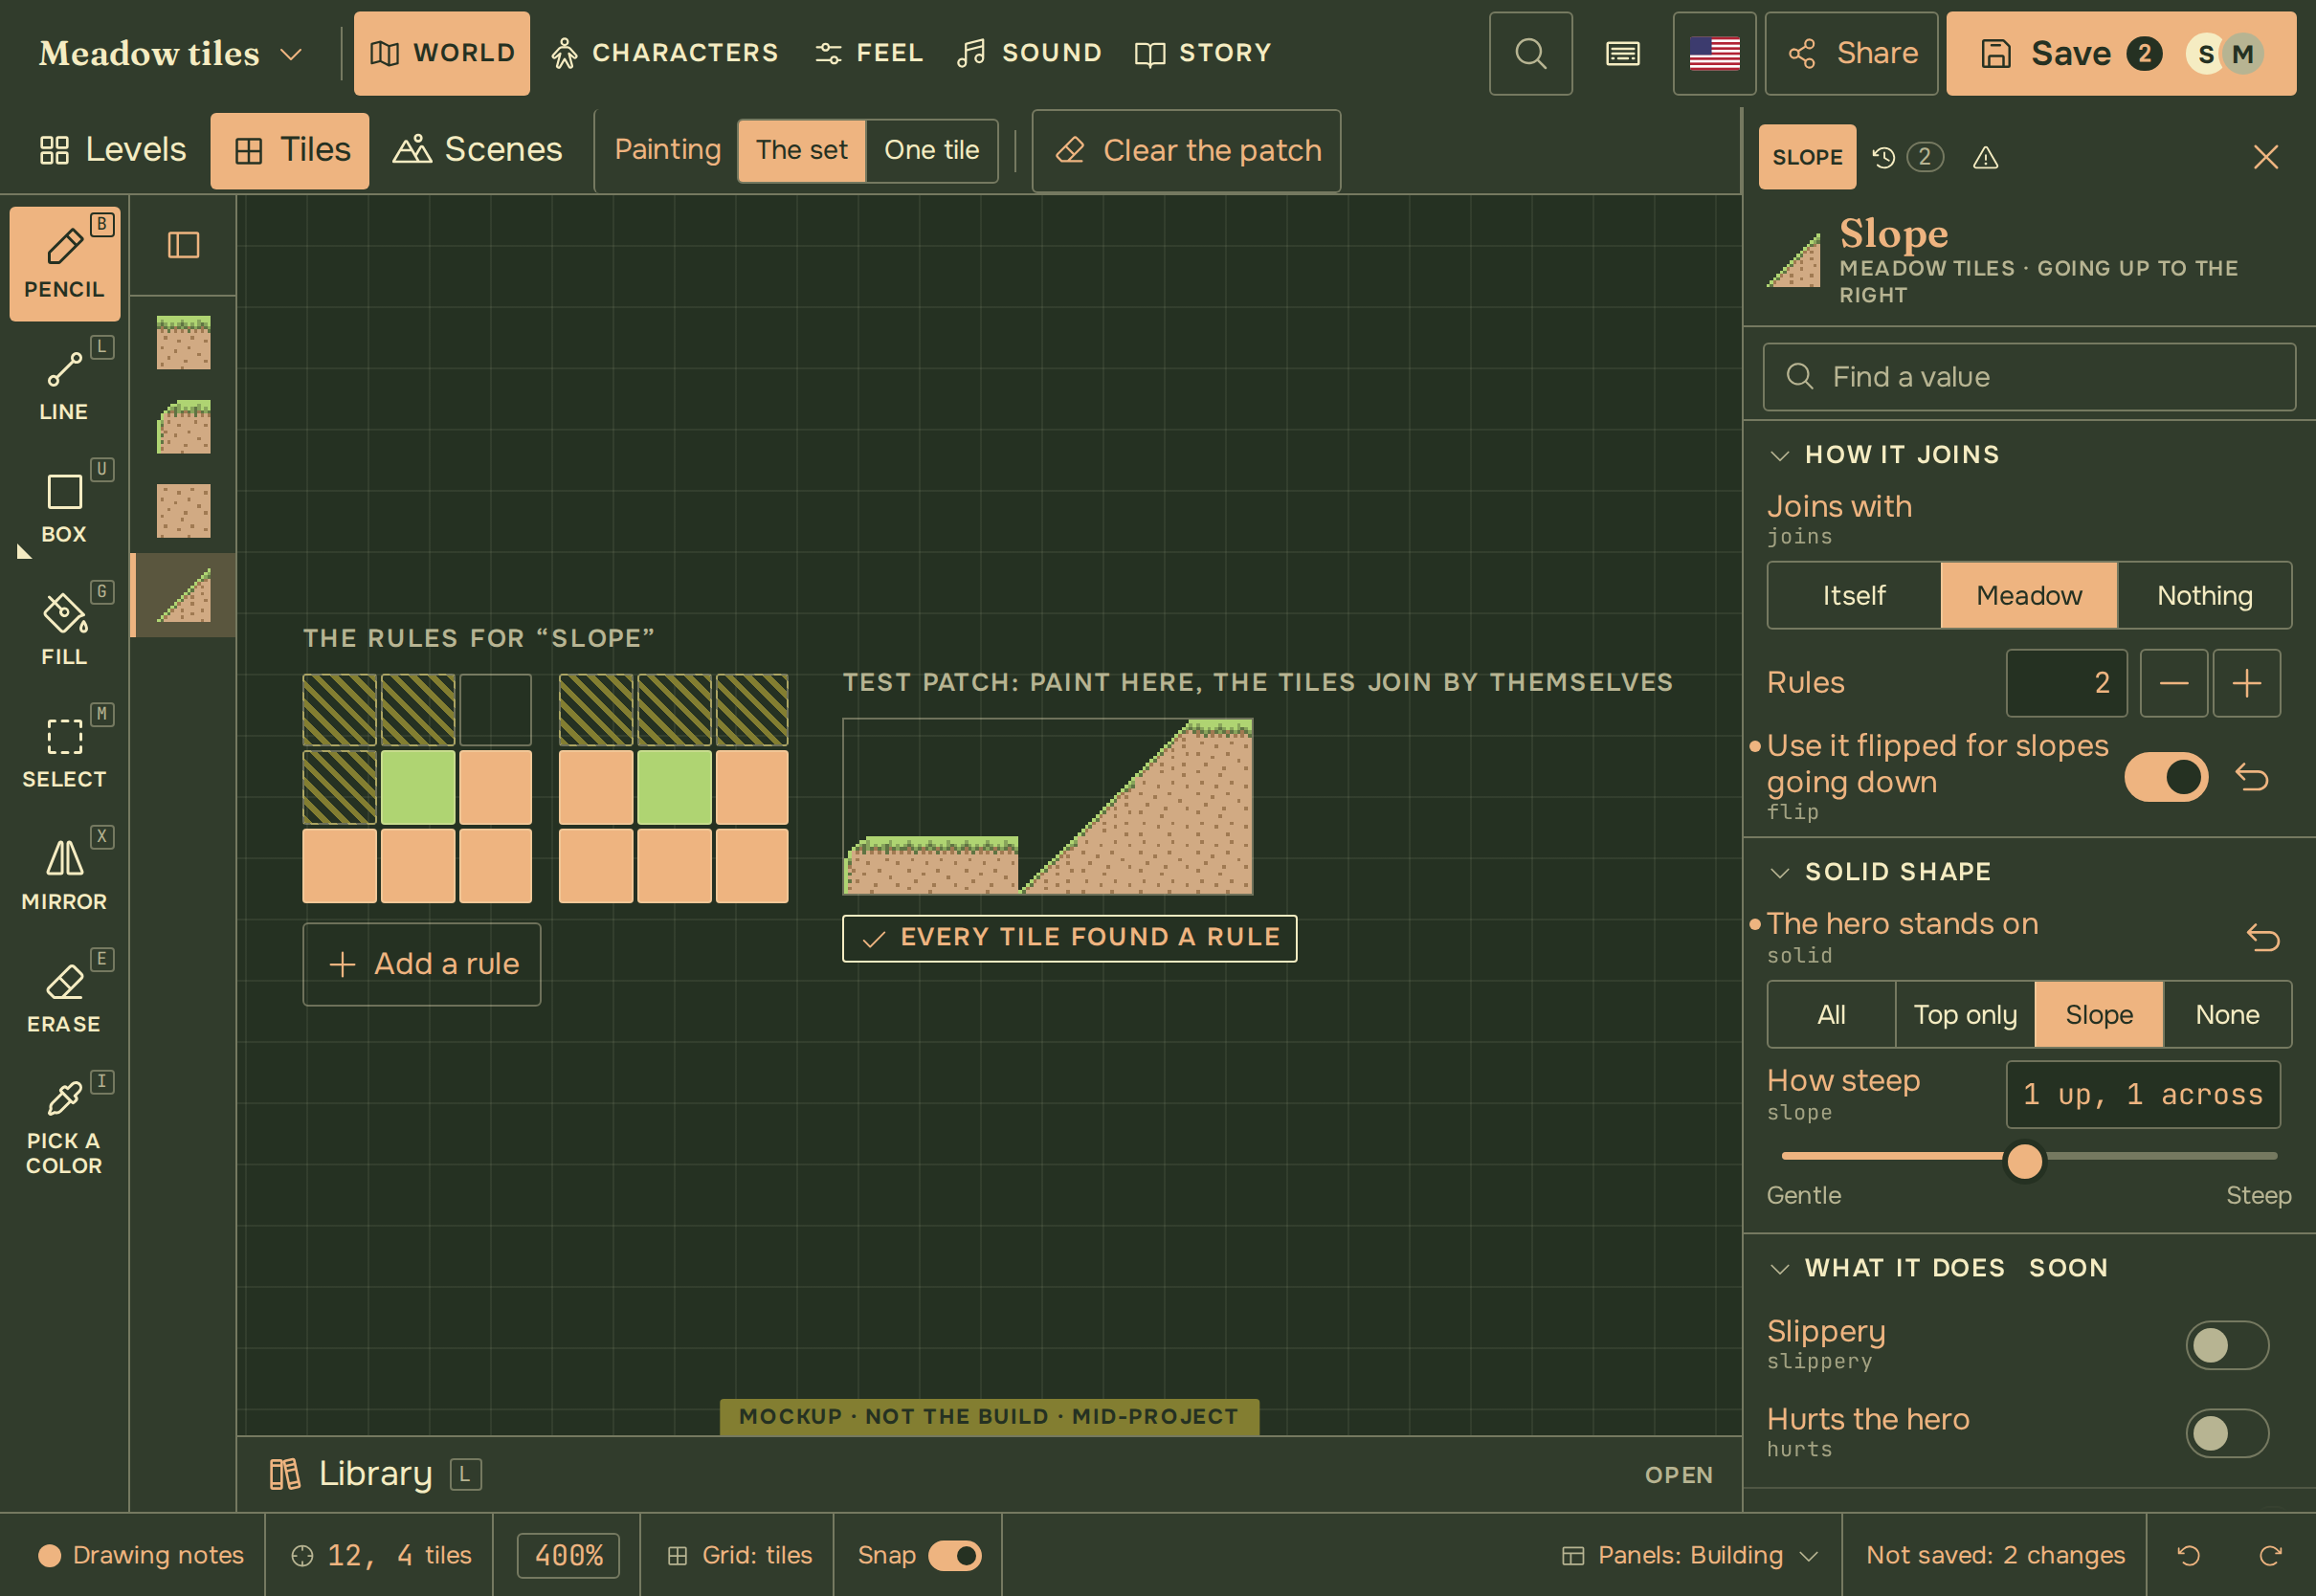 Meadow tiles
WORLD
CHARACTERS
FEEL
SOUND
STORY
Share
Save 2
S M
Levels
Tiles
Scenes
Painting
The set
One tile
Clear the patch
SLOPE
2
Slope
MEADOW TILES · GOING UP TO THE
RIGHT
Find a value
B
PENCIL
L
LINE
U
BOX
G
FILL
M
SELECT
X
MIRROR
E
ERASE
I
PICK A
COLOR
THE RULES FOR “SLOPE”
Add a rule
TEST PATCH: PAINT HERE, THE TILES JOIN BY THEMSELVES
EVERY TILE FOUND A RULE
HOW IT JOINS
Joins with
joins
Itself
Meadow
Nothing
Rules
2
Use it flipped for slopes
going down
flip
SOLID SHAPE
The hero stands on
solid
All
Top only
Slope
None
How steep
slope
1 up, 1 across
Gentle
Steep
WHAT IT DOES SOON
Slippery
slippery
Hurts the hero
hurts
MOCKUP · NOT THE BUILD · MID-PROJECT
Library L
OPEN
Drawing notes
12, 4 tiles
400%
Grid: tiles
Snap
Panels: Building
Not saved: 2 changes